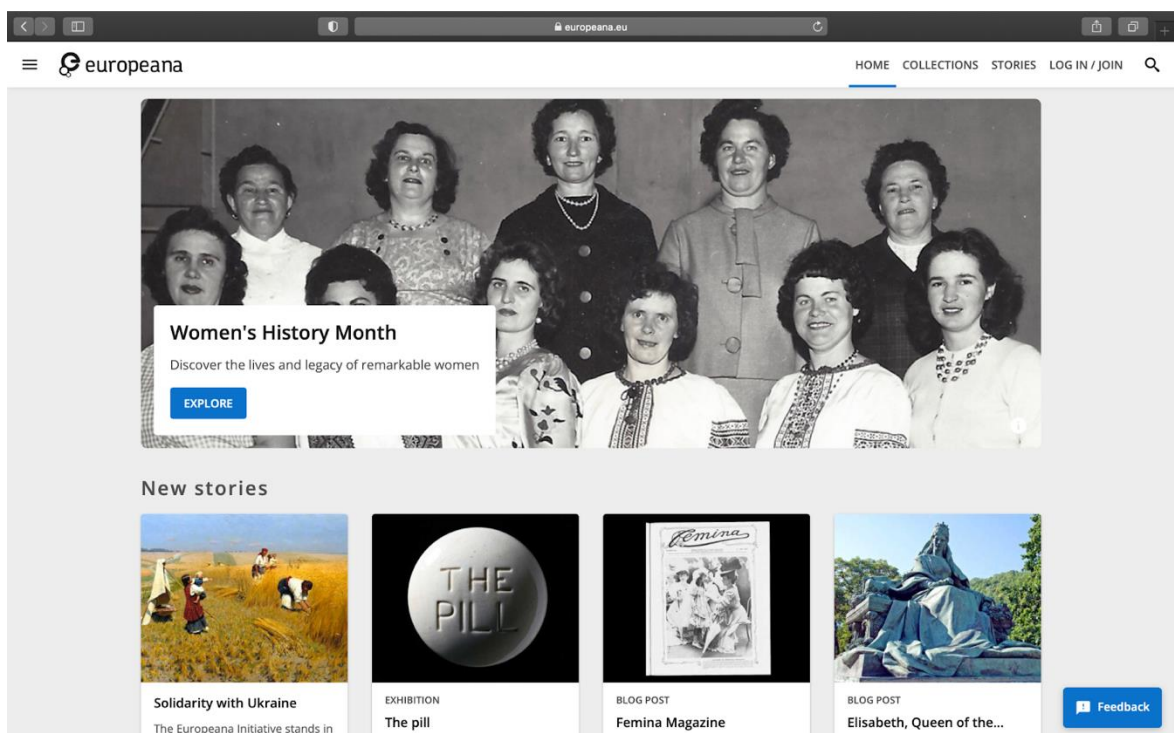 europeana.eu
europeana
HOME COLLECTIONS STORIES LOG IN / JOIN
Women's History Month
Discover the lives and legacy of remarkable women
EXPLORE
New stories
THE
PILL
Femina
Solidarity with Ukraine
The Europeana Initiative stands in
EXHIBITION
The pill
BLOG POST
Femina Magazine
BLOG POST
Elisabeth, Queen of the...
Feedback